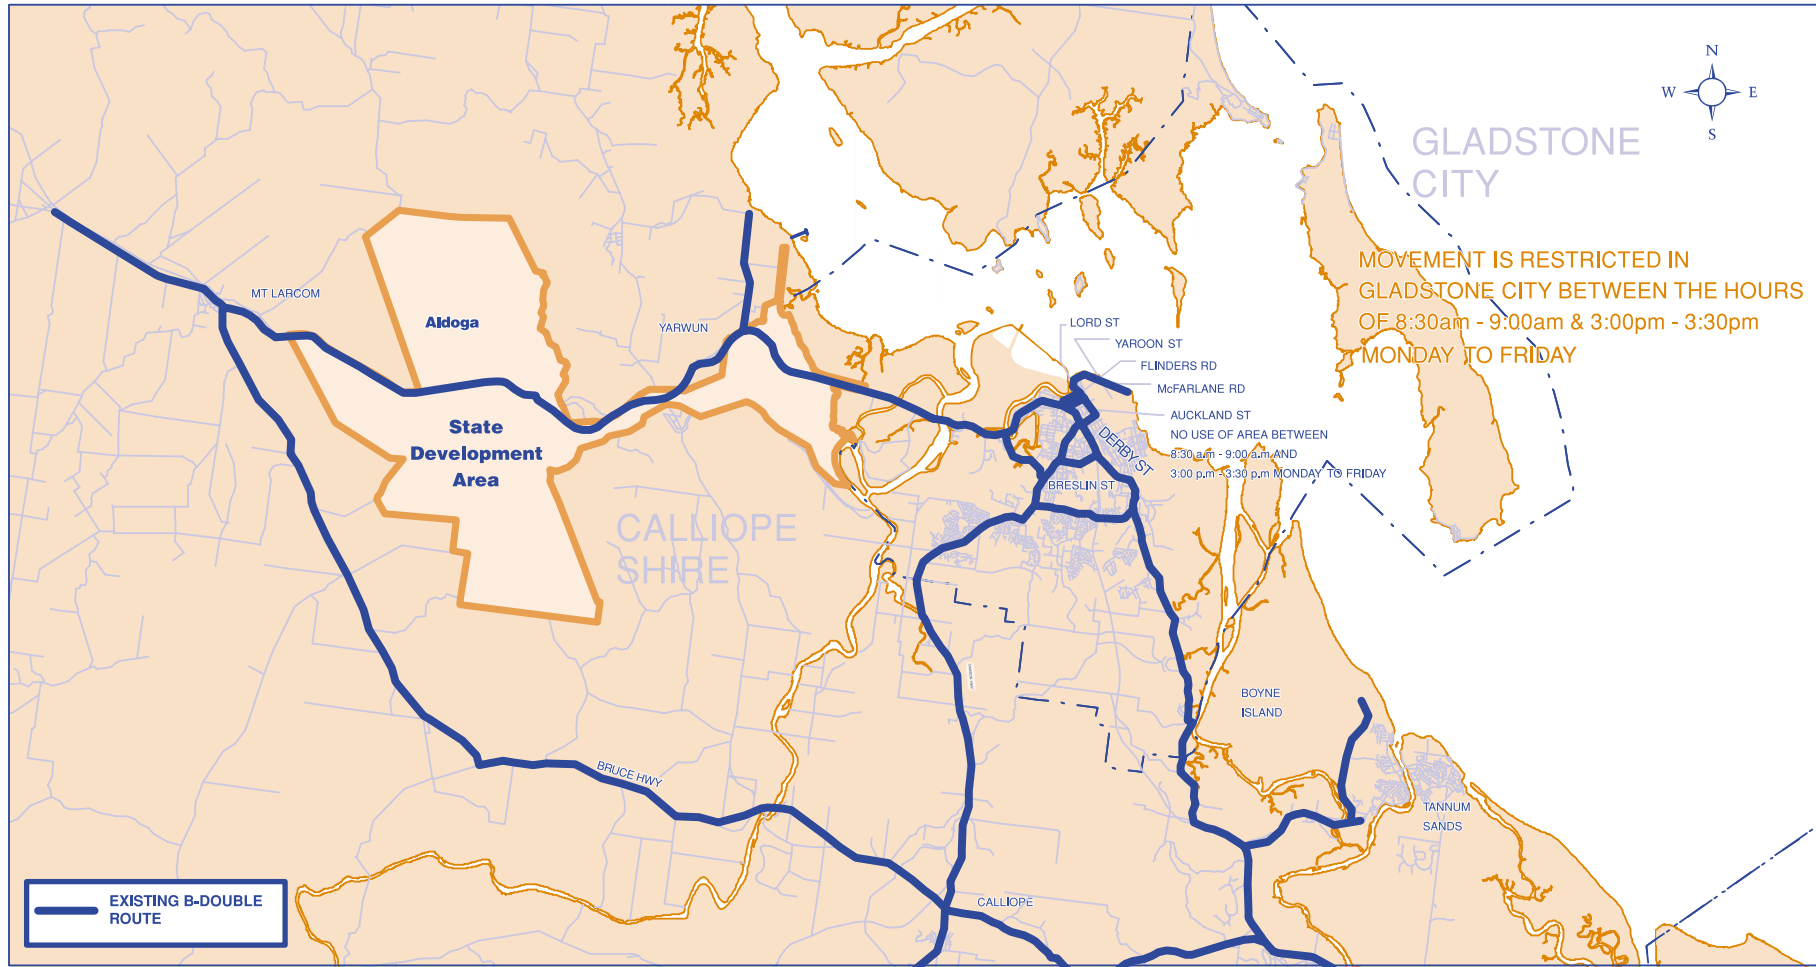 N
W E
S
GLADSTONE
CITY
MOVEMENT IS RESTRICTED IN
GLADSTONE CITY BETWEEN THE HOURS
OF 8:30am - 9:00am & 3:00pm - 3:30pm
MONDAY TO FRIDAY
MT LARCOM
Aldoga
YARWUN
LORD ST
YAROON ST
FLINDERS RD
McFARLANE RD
AUCKLAND ST
NO USE OF AREA BETWEEN
8:30 a.m - 9:00 a.m AND
3:00 p.m - 3:30 p.m MONDAY TO FRIDAY
DERBY ST
BRESLIN ST
State
Development
Area
CALLIOPE
SHIRE
BOYNE
ISLAND
BRUCE HWY
TANNUM
SANDS
CALLIOPE
EXISTING B-DOUBLE
ROUTE